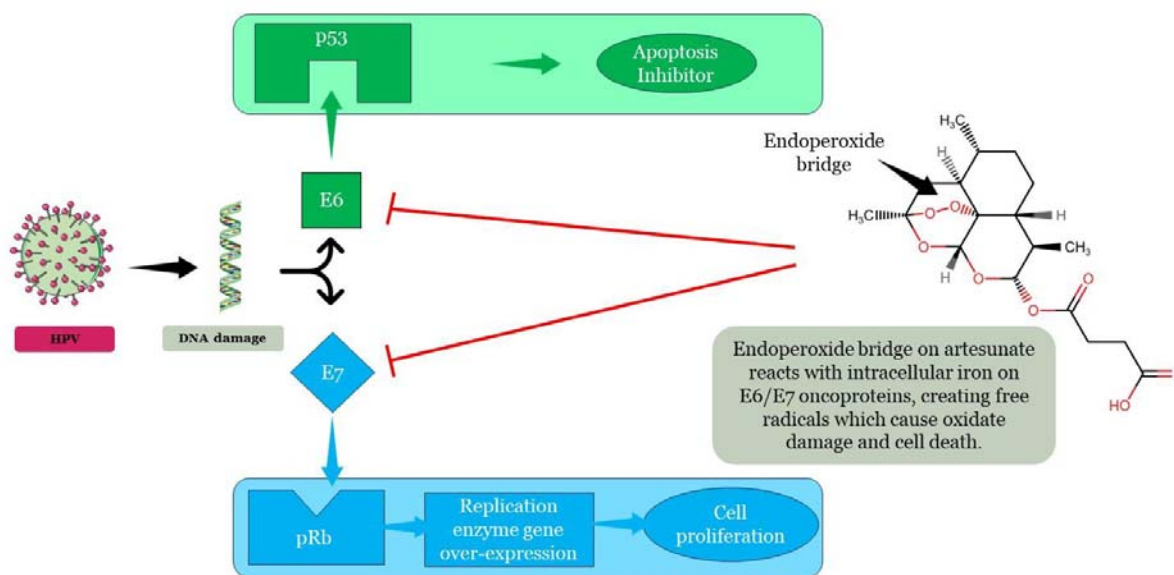 p53
Apoptosis
Inhibitor
E6
HPV
DNA damage
E7
pRb
Replication
enzyme gene
over-expression
Cell
proliferation
Endoperoxide
bridge
CH₃
H
H₃C
O
O
O
H
O
H
CH₃
O
O
O
HO
Endoperoxide bridge on artesunate
reacts with intracellular iron on
E6/E7 oncoproteins, creating free
radicals which cause oxidate
damage and cell death.